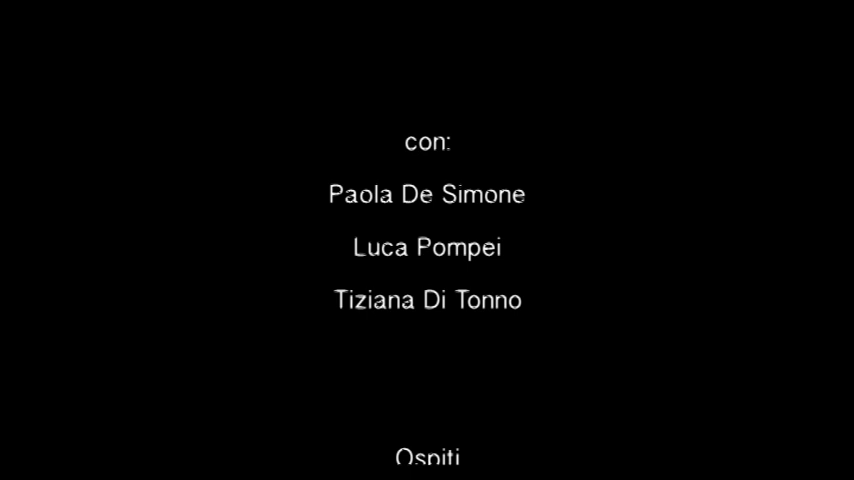 con:
Paola De Simone
Luca Pompei
Tiziana Di Tonno
Ospiti